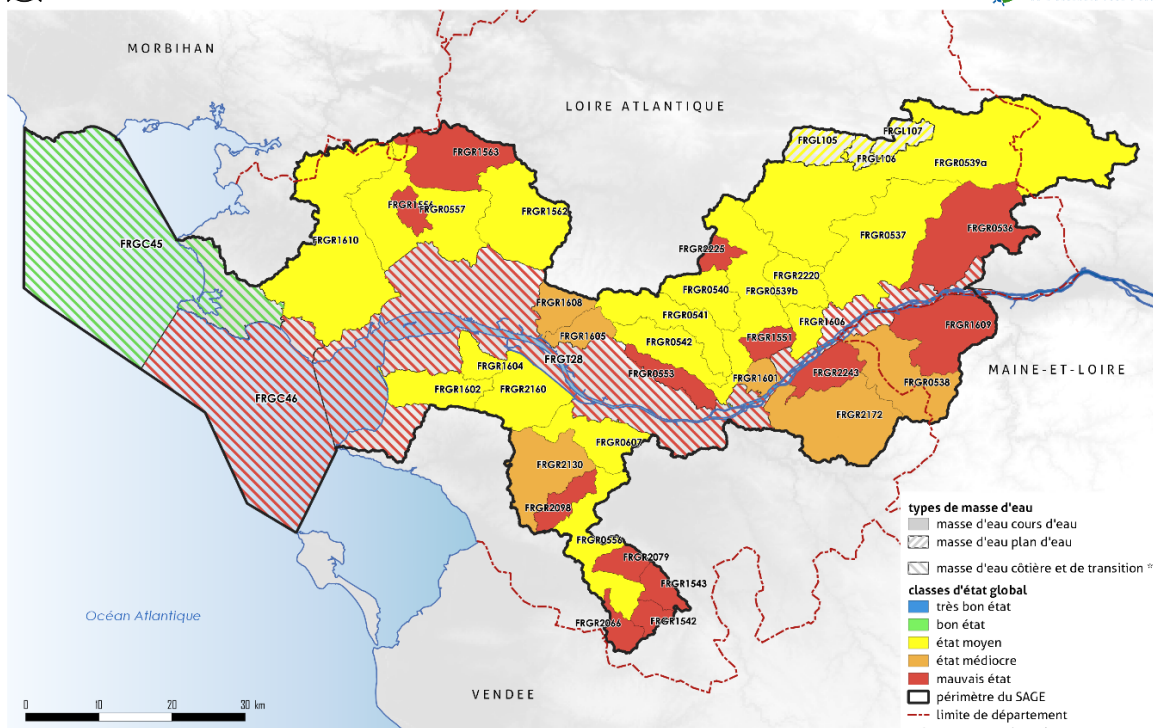 MORBIHAN
LOIRE ATLANTIQUE
FRGL107
FRGL105
FRGL106
FRGR0539a
FRGR1563
FRGR1556
FRGR0557
FRGR1562
FRGR1610
FRGC45
FRGR0536
FRGR0537
FRGR2225
FRGR2220
FRGR0540
FRGR0539b
FRGR1608
FRGR0541
FRGR1606
FRGR1609
FRGR1605
FRGR0542
FRGR1551
FRGT28
FRGR1604
FRGR0553
FRGR1601
FRGR2243
MAINE-ET-LOIRE
FRGR0538
FRGR1602
FRGR2160
FRGC46
FRGR2172
FRGR0607
FRGR2130
FRGR2098
FRGR0556
FRGR2079
FRGR1543
FRGR2066
FRGR1542
Océan Atlantique
VENDEE
0 10 20 30 km
types de masse d'eau
masse d'eau cours d'eau
masse d'eau plan d'eau
masse d'eau côtière et de transition *
classes d'état global
très bon état
bon état
état moyen
état médiocre
mauvais état
périmètre du SAGE
limite de département